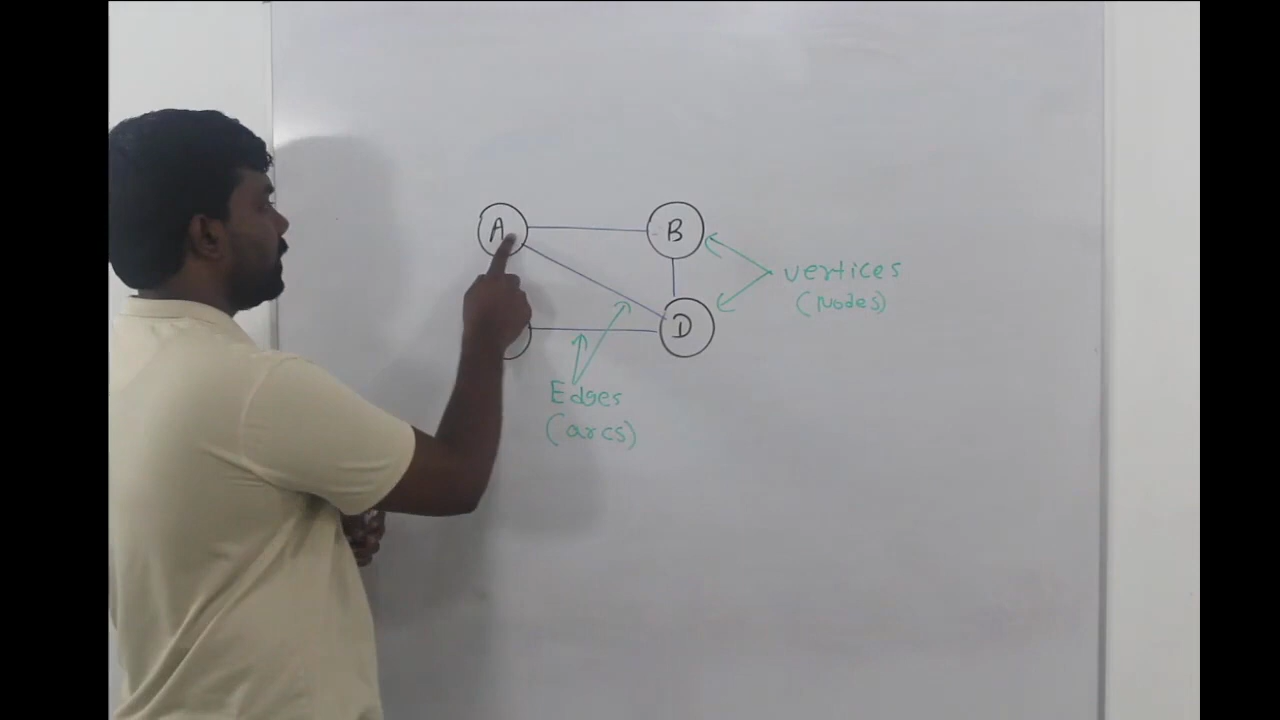 A
B
vertices
(Nodes)
D
Edges
(arcs)